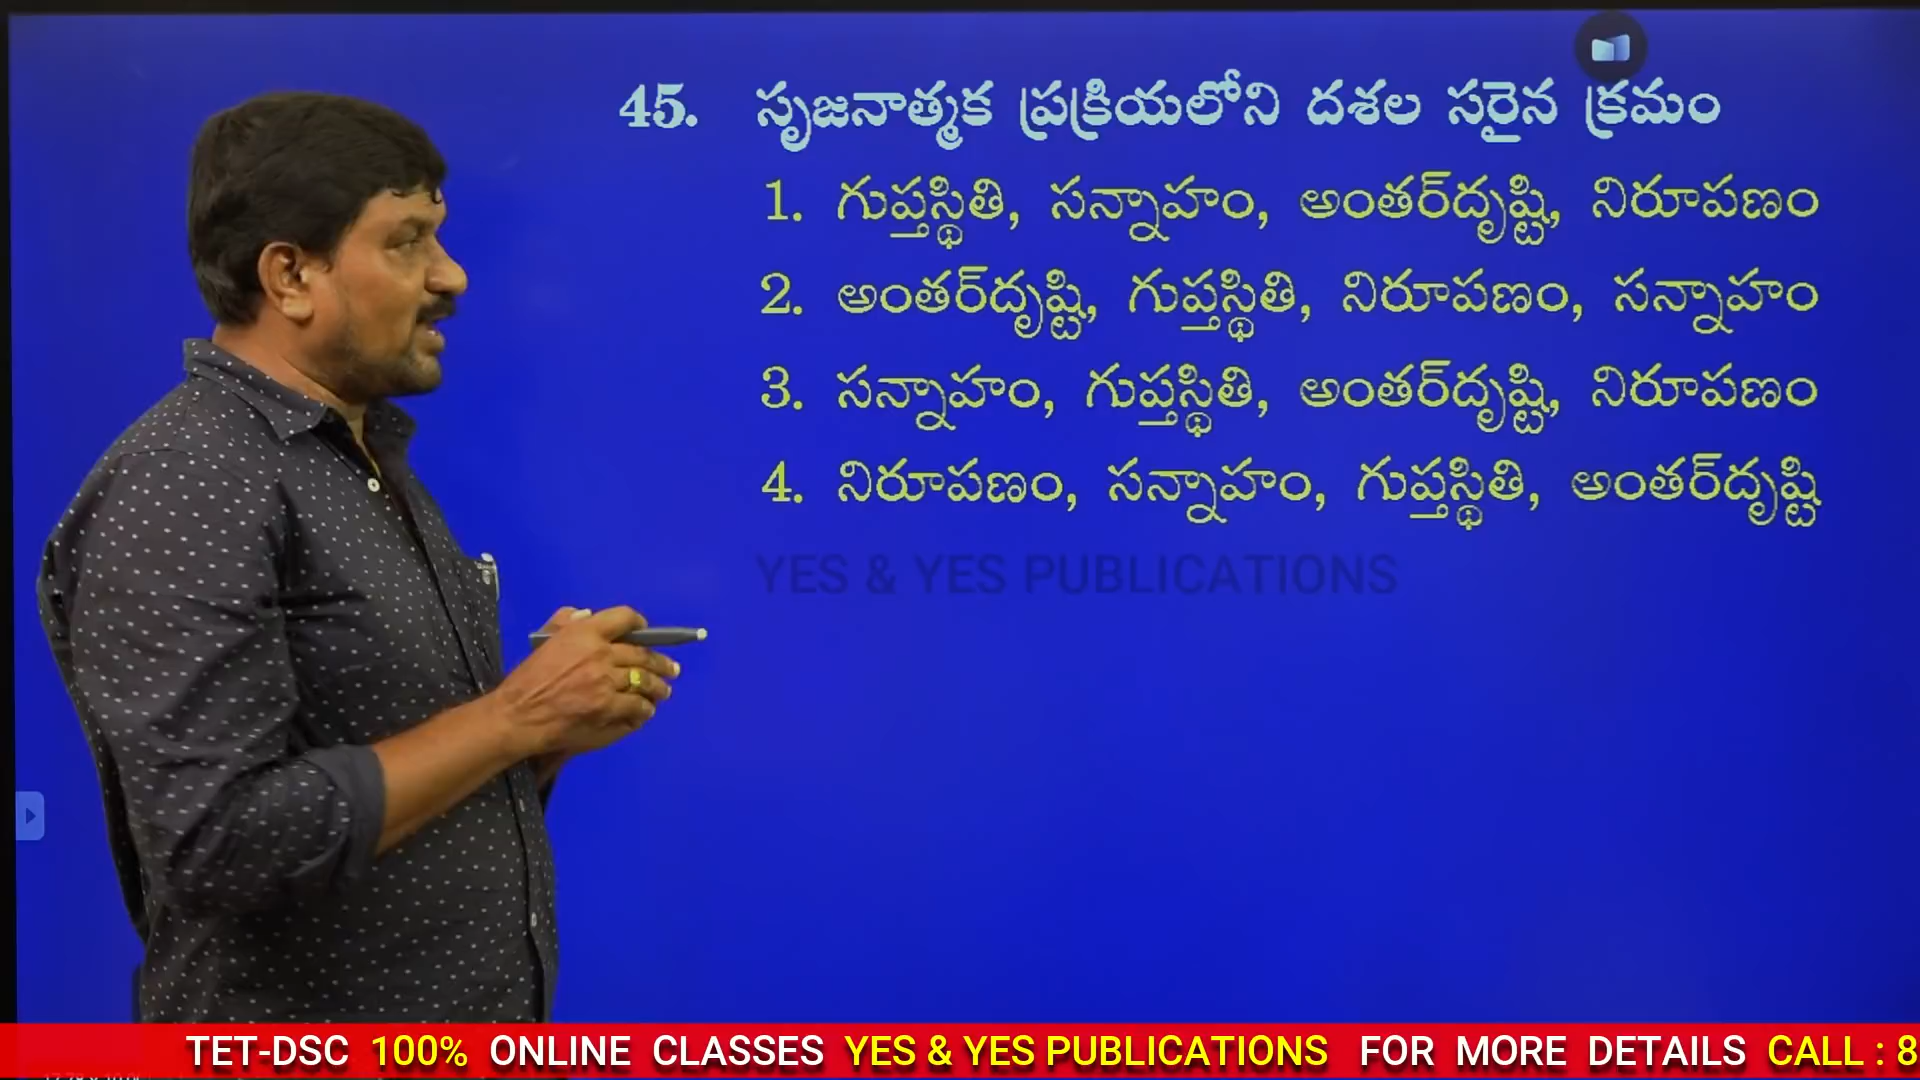 45. సృజనాత్మక ప్రక్రియలోని దశల సరైన క్రమం
1. గుప్తస్థితి, సన్నాహం, అంతర్‌దృష్టి, నిరూపణం
2. అంతర్‌దృష్టి, గుప్తస్థితి, నిరూపణం, సన్నాహం
3. సన్నాహం, గుప్తస్థితి, అంతర్‌దృష్టి, నిరూపణం
4. నిరూపణం, సన్నాహం, గుప్తస్థితి, అంతర్‌దృష్టి
YES & YES PUBLICATIONS
TET-DSC 100% ONLINE CLASSES YES & YES PUBLICATIONS FOR MORE DETAILS CALL : 8